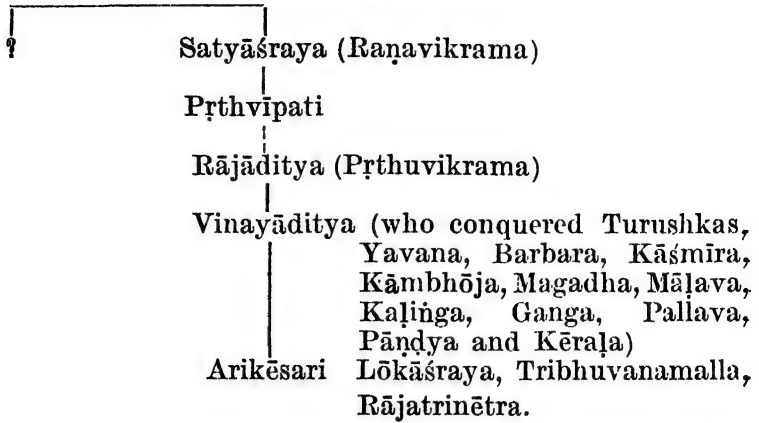 ? Satyāśraya (Raṇavikrama)
Pṛthvīpati
Rājāditya (Pṛthuvikrama)
Vinayāditya (who conquered Turushkas,
Yavana, Barbara, Kāśmīra,
Kāmbhōja, Magadha, Māḷava,
Kaḷiṅga, Ganga, Pallava,
Pāṇḍya and Kēraḷa)
Arikēsari Lōkāśraya, Tribhuvanamalla,
Rājatrinētra.